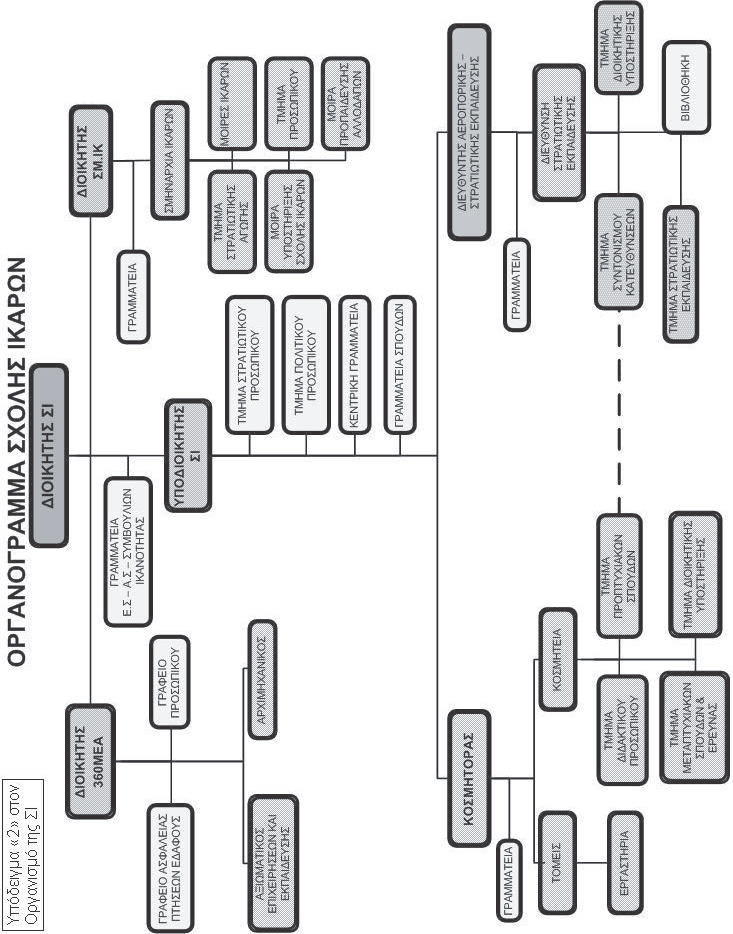 Υπόδειγμα «2» στον
Οργανισμό της ΣΙ
ΟΡΓΑΝΟΓΡΑΜΜΑ ΣΧΟΛΗΣ ΙΚΑΡΩΝ
ΔΙΟΙΚΗΤΗΣ ΣΙ
ΓΡΑΜΜΑΤΕΙΑ
Ε.Σ – Α.Σ – ΣΥΜΒΟΥΛΙΩΝ
ΙΚΑΝΟΤΗΤΑΣ
ΔΙΟΙΚΗΤΗΣ
360ΜΕΑ
ΓΡΑΦΕΙΟ ΑΣΦΑΛΕΙΑΣ
ΠΤΗΣΕΩΝ ΕΔΑΦΟΥΣ
ΓΡΑΦΕΙΟ
ΠΡΟΣΩΠΙΚΟΥ
ΑΞΙΩΜΑΤΙΚΟΣ
ΕΠΙΧΕΙΡΗΣΕΩΝ ΚΑΙ
ΕΚΠΑΙΔΕΥΣΗΣ
ΑΡΧΙΜΗΧΑΝΙΚΟΣ
ΥΠΟΔΙΟΙΚΗΤΗΣ
ΣΙ
ΤΜΗΜΑ ΣΤΡΑΤΙΩΤΙΚΟΥ
ΠΡΟΣΩΠΙΚΟΥ
ΤΜΗΜΑ ΠΟΛΙΤΙΚΟΥ
ΠΡΟΣΩΠΙΚΟΥ
ΚΕΝΤΡΙΚΗ ΓΡΑΜΜΑΤΕΙΑ
ΓΡΑΜΜΑΤΕΙΑ ΣΠΟΥΔΩΝ
ΔΙΟΙΚΗΤΗΣ
ΣΜ.ΙΚ
ΓΡΑΜΜΑΤΕΙΑ
ΣΜΗΝΑΡΧΙΑ ΙΚΑΡΩΝ
ΤΜΗΜΑ
ΣΤΡΑΤΙΩΤΙΚΗΣ
ΑΓΩΓΗΣ
ΜΟΙΡΕΣ ΙΚΑΡΩΝ
ΜΟΙΡΑ
ΥΠΟΣΤΗΡΙΞΗΣ
ΣΧΟΛΗΣ ΙΚΑΡΩΝ
ΤΜΗΜΑ
ΠΡΟΣΩΠΙΚΟΥ
ΜΟΙΡΑ
ΠΡΟΠΑΙΔΕΥΣΗΣ
ΑΛΛΟΔΑΠΩΝ
ΚΟΣΜΗΤΟΡΑΣ
ΓΡΑΜΜΑΤΕΙΑ
ΤΟΜΕΙΣ
ΕΡΓΑΣΤΗΡΙΑ
ΚΟΣΜΗΤΕΙΑ
ΤΜΗΜΑ
ΔΙΔΑΚΤΙΚΟΥ
ΠΡΟΣΩΠΙΚΟΥ
ΤΜΗΜΑ
ΠΡΟΠΤΥΧΙΑΚΩΝ
ΣΠΟΥΔΩΝ
ΤΜΗΜΑ
ΜΕΤΑΠΤΥΧΙΑΚΩΝ
ΣΠΟΥΔΩΝ &
ΕΡΕΥΝΑΣ
ΤΜΗΜΑ ΔΙΟΙΚΗΤΙΚΗΣ
ΥΠΟΣΤΗΡΙΞΗΣ
ΔΙΕΥΘΥΝΤΗΣ ΑΕΡΟΠΟΡΙΚΗΣ –
ΣΤΡΑΤΙΩΤΙΚΗΣ ΕΚΠΑΙΔΕΥΣΗΣ
ΓΡΑΜΜΑΤΕΙΑ
ΔΙΕΥΘΥΝΣΗ
ΣΤΡΑΤΙΩΤΙΚΗΣ
ΕΚΠΑΙΔΕΥΣΗΣ
ΤΜΗΜΑ
ΣΥΝΤΟΝΙΣΜΟΥ
ΚΑΤΕΥΘΥΝΣΕΩΝ
ΤΜΗΜΑ
ΔΙΟΙΚΗΤΙΚΗΣ
ΥΠΟΣΤΗΡΙΞΗΣ
ΤΜΗΜΑ ΣΤΡΑΤΙΩΤΙΚΗΣ
ΕΚΠΑΙΔΕΥΣΗΣ
ΒΙΒΛΙΟΘΗΚΗ